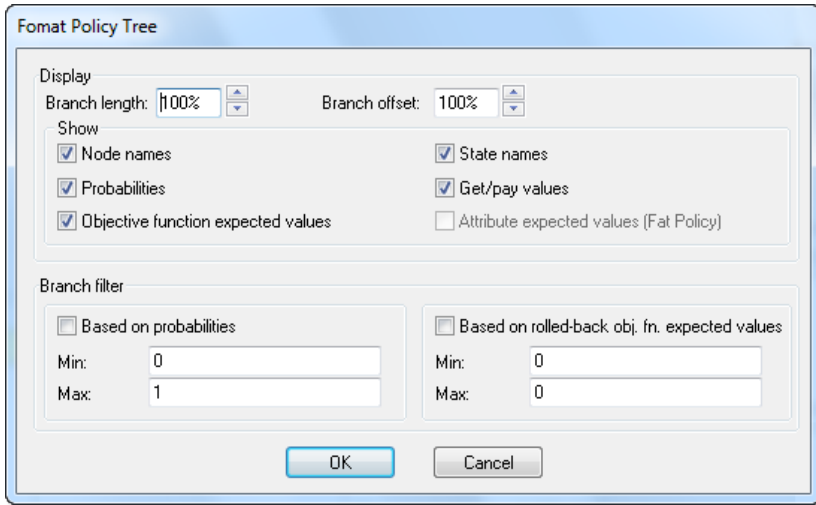 Fomat Policy Tree
Display
Branch length: 100% Branch offset: 100%
Show
Node names State names
Probabilities Get/pay values
Objective function expected values Attribute expected values (Fat Policy)
Branch filter
Based on probabilities Based on rolled-back obj. fn. expected values
Min: 0 Min: 0
Max: 1 Max: 0
OK Cancel